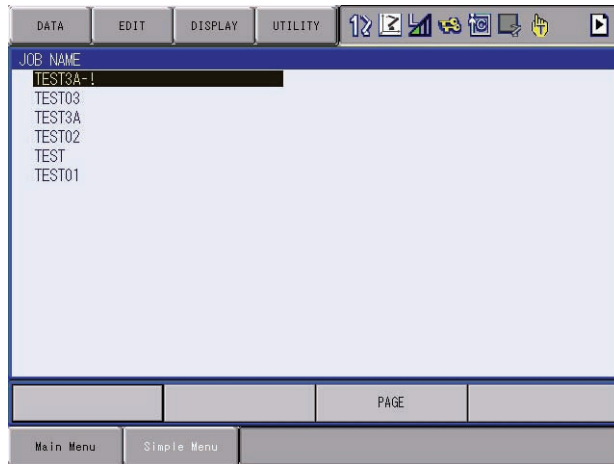 DATA EDIT DISPLAY UTILITY
JOB NAME
TEST3A-!
TEST03
TEST3A
TEST02
TEST
TEST01
PAGE
Main Menu Simple Menu